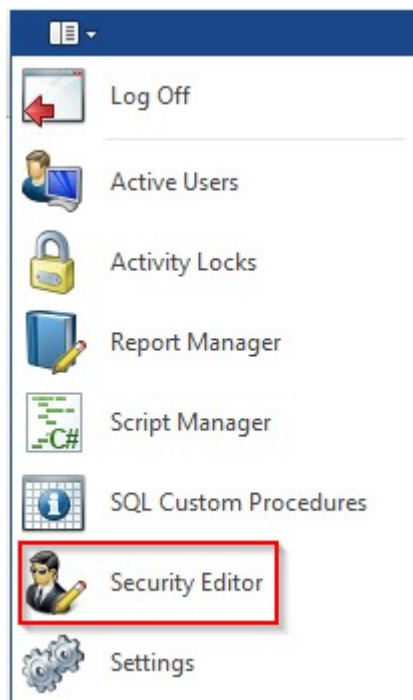 Log Off
Active Users
Activity Locks
Report Manager
C#
Script Manager
SQL Custom Procedures
Security Editor
Settings